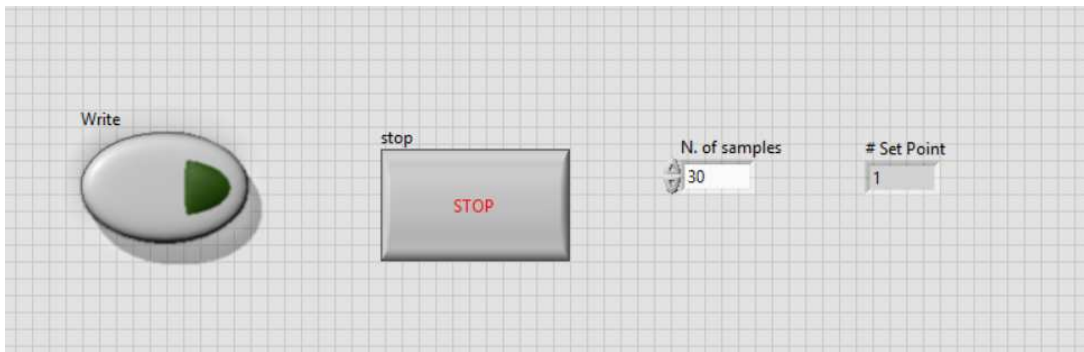 Write
stop
STOP
N. of samples
30
# Set Point
1